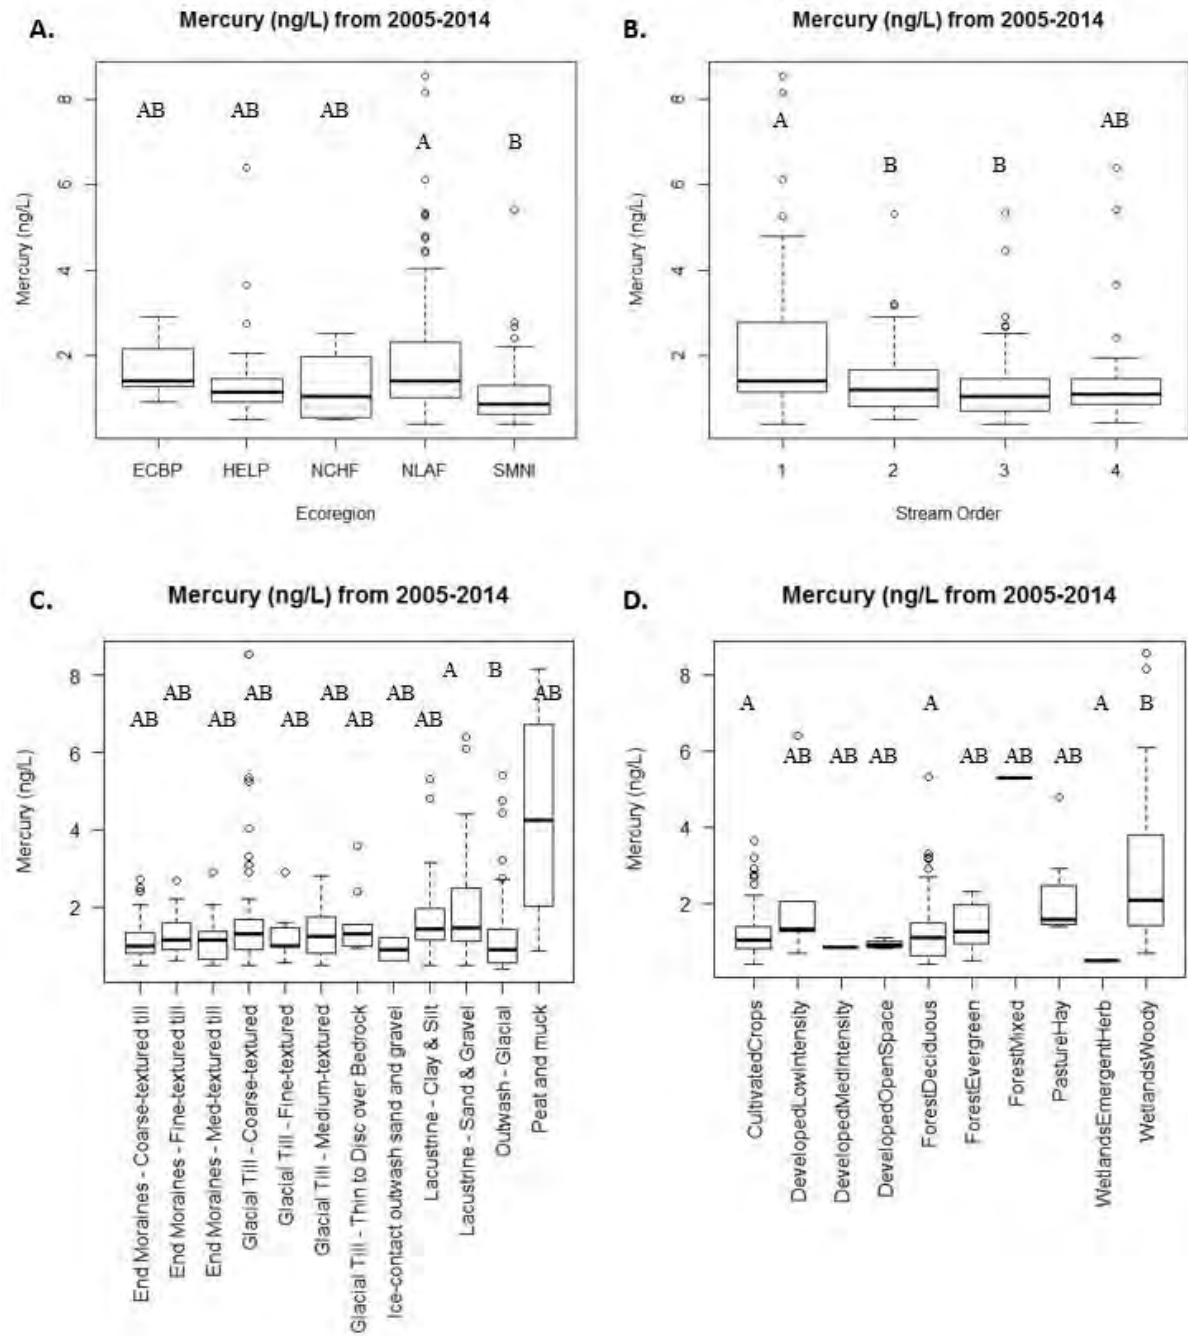 A.
Mercury (ng/L) from 2005-2014
Mercury (ng/L)
8
6
4
2
AB
AB
AB
A
B
ECBP
HELP
NCHF
NLAF
SMNI
Ecoregion
B.
Mercury (ng/L) from 2005-2014
Mercury (ng/L)
8
6
4
2
A
B
B
AB
1
2
3
4
Stream Order
C.
Mercury (ng/L) from 2005-2014
Mercury (ng/L)
8
6
4
2
AB
AB
AB
AB
AB
AB
AB
AB
AB
A
B
AB
End Moraines - Coarse-textured till
End Moraines - Fine-textured till
End Moraines - Med-textured till
Glacial Till - Coarse-textured
Glacial Till - Fine-textured
Glacial Till - Medium-textured
Glacial Till - Thin to Disc over Bedrock
Ice-contact outwash sand and gravel
Lacustrine - Clay & Silt
Lacustrine - Sand & Gravel
Outwash - Glacial
Peat and muck
D.
Mercury (ng/L from 2005-2014
Mercury (ng/L)
8
6
4
2
A
AB
AB
AB
A
AB
AB
AB
A
B
CultivatedCrops
DevelopedLowIntensity
DevelopedMedIntensity
DevelopedOpenSpace
ForestDeciduous
ForestEvergreen
ForestMixed
PastureHay
WetlandsEmergentHerb
WetlandsWoody